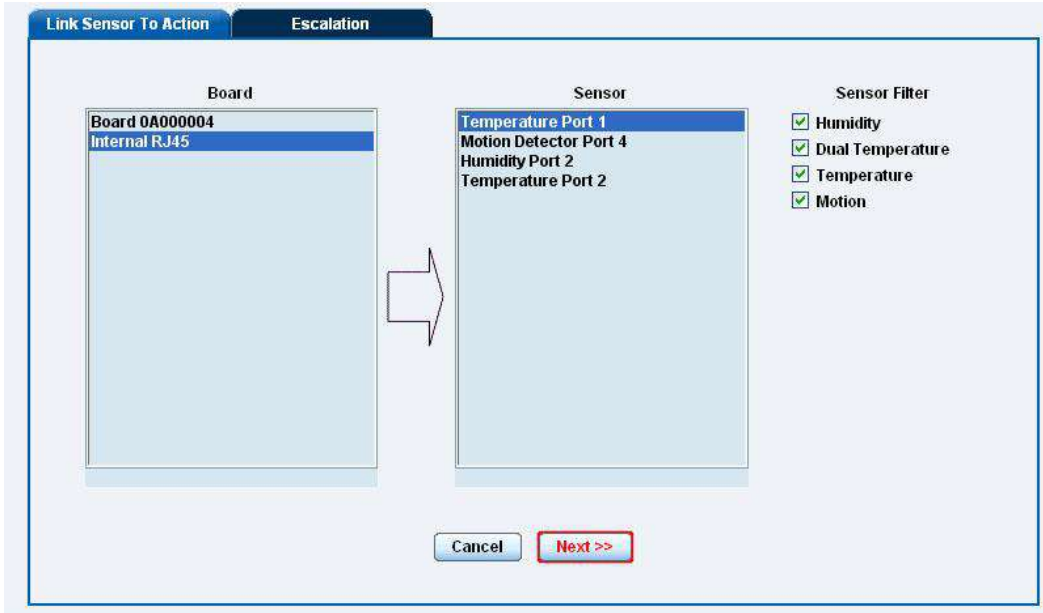 Link Sensor To Action
Escalation
Board
Board 0A000004
Internal RJ45
Sensor
Temperature Port 1
Motion Detector Port 4
Humidity Port 2
Temperature Port 2
Sensor Filter
Humidity
Dual Temperature
Temperature
Motion
Cancel
Next >>